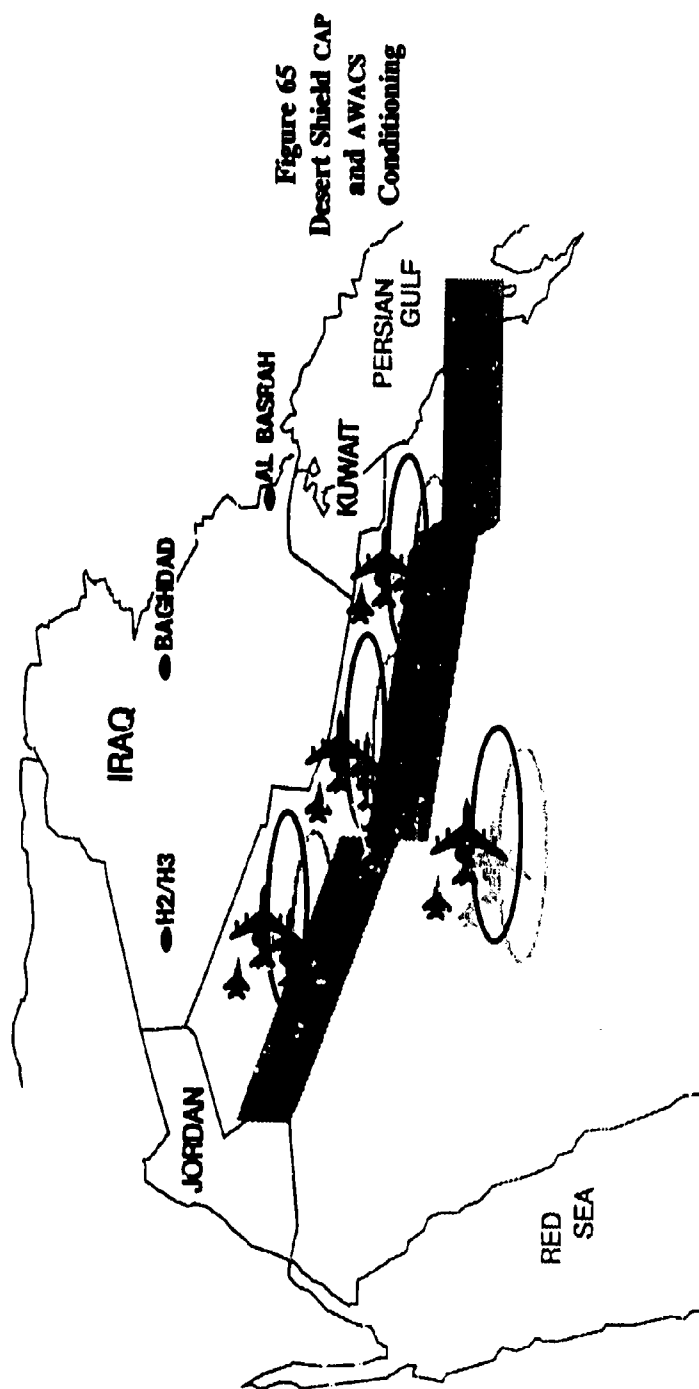 Figure 65
Desert Shield CAP
and AWACS
Conditioning
IRAQ
BAGHDAD
H2/H3
AL BASRAH
JORDAN
KUWAIT
PERSIAN
GULF
RED
SEA